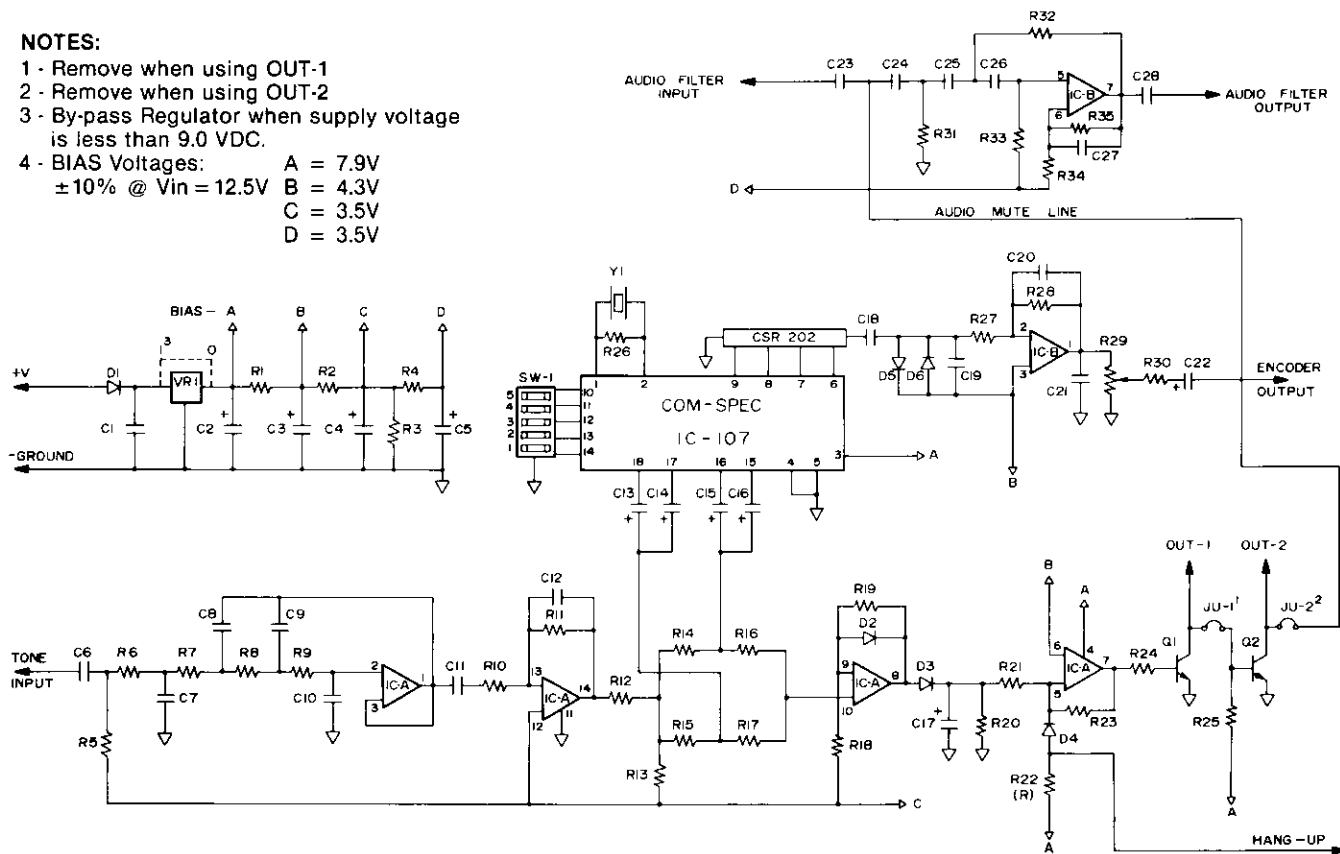 NOTES:
1 - Remove when using OUT-1
2 - Remove when using OUT-2
3 - By-pass Regulator when supply voltage
is less than 9.0 VDC.
4 - BIAS Voltages: A = 7.9V
±10% @ Vin = 12.5V B = 4.3V
C = 3.5V
D = 3.5V
R32
C23 C24 C25 C26
AUDIO FILTER
INPUT
5 7 IC-B 6
C28
AUDIO FILTER
OUTPUT
R31 R33 R35
C27
R34
D
AUDIO MUTE LINE
BIAS - A B C D
3 O
+V D1 VR1 R1 R2 R4
C1 C2 + C3 + C4 + R3 + C5
-GROUND
Y1
R26
CSR 202
1 2 9 8 7 6
SW-1
5 4 3 2 1
10 11 12 13 14
COM-SPEC
IC-107
18 17 16 15 4 5 3
A
C13 C14 C15 C16
+ + + +
C20
R28
C18 R27 2 1 IC-B 3
D5 D6 C19
R29
C21
R30 C22
+
ENCODER
OUTPUT
B
C8 C9
TONE
INPUT
C6 R6 R7 R8 R9
C7 C10
2 1 IC-A 3
C11 R10
C12
R11
13 14 IC-A 12 11
R12
R14 R16
R15 R17
R13
R5
R19
D2
9 8 IC-A 10
R18
D3
C17 +
R20
R21
C
B A
6 4 7 IC-A 5
R23
D4
R22
(R)
A
R24
OUT-1 OUT-2
Q1 JU-1¹ Q2 JU-2²
R25
A
HANG-UP